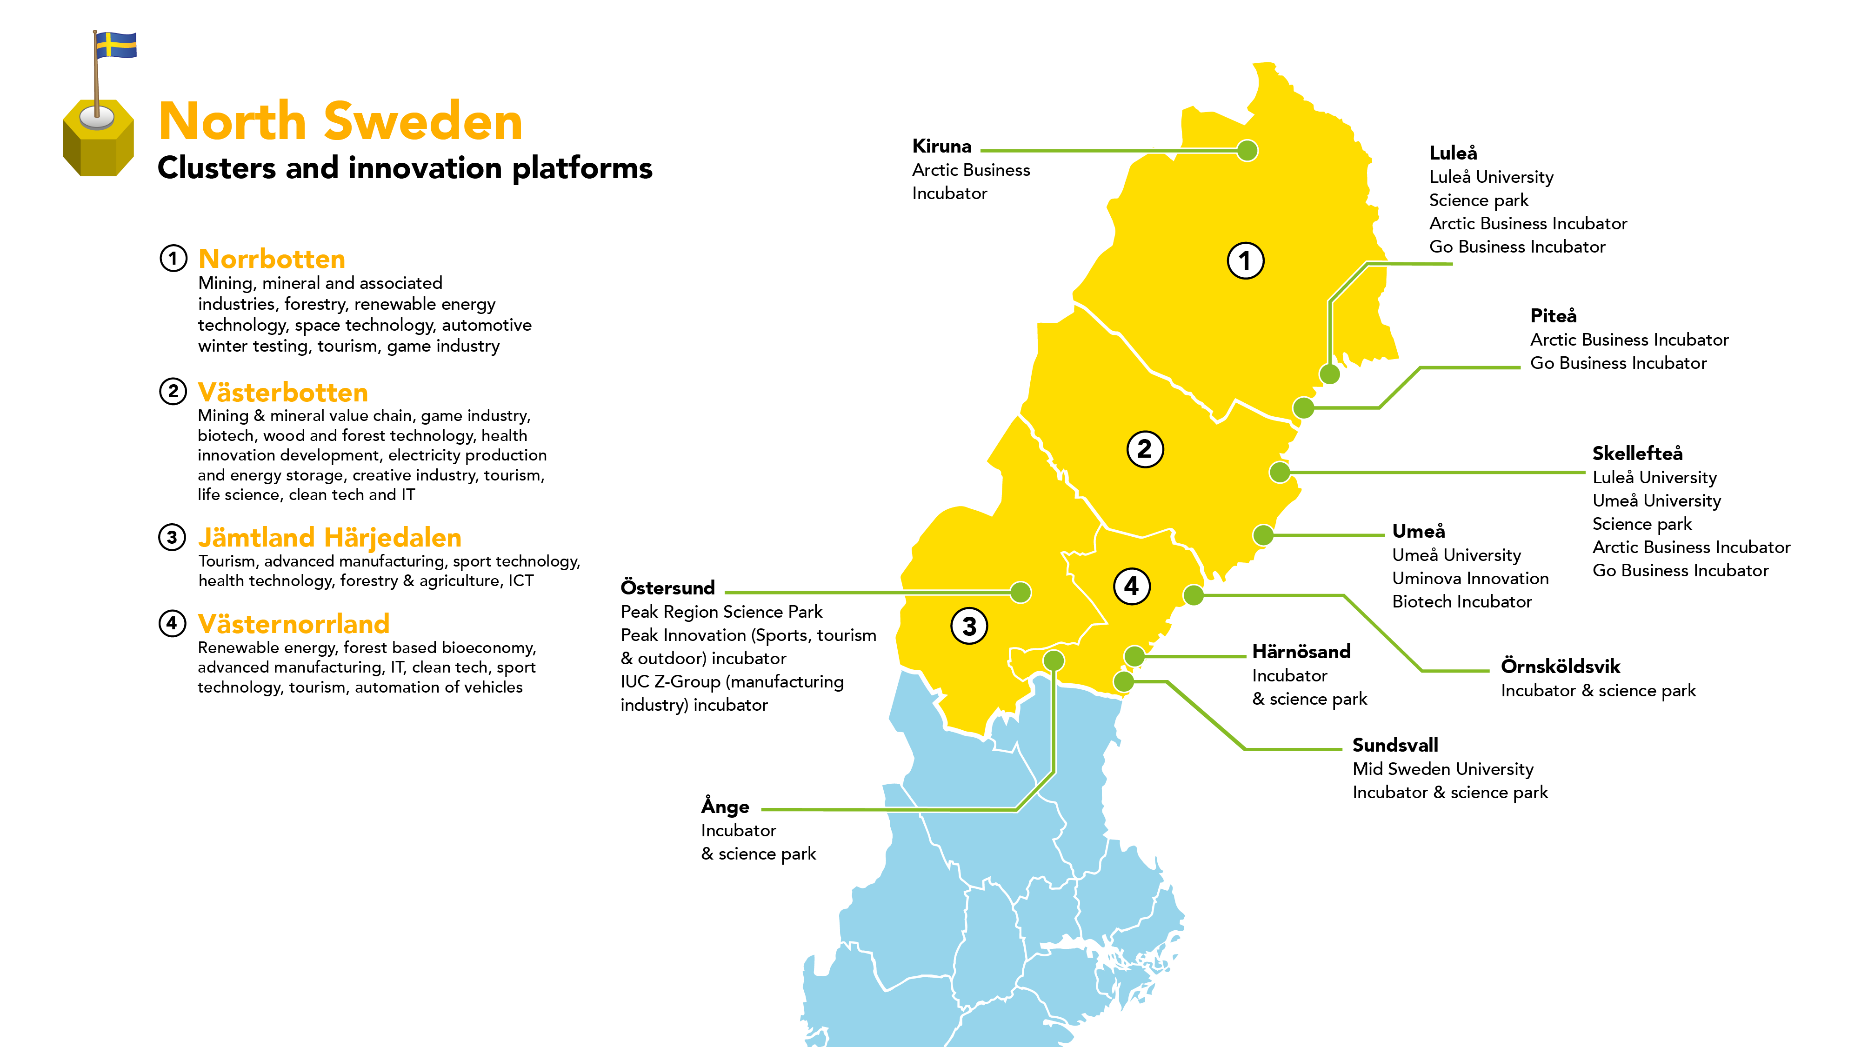 North Sweden
Clusters and innovation platforms
1 Norrbotten
Mining, mineral and associated
industries, forestry, renewable energy
technology, space technology, automotive
winter testing, tourism, game industry
2 Västerbotten
Mining & mineral value chain, game industry,
biotech, wood and forest technology, health
innovation development, electricity production
and energy storage, creative industry, tourism,
life science, clean tech and IT
3 Jämtland Härjedalen
Tourism, advanced manufacturing, sport technology,
health technology, forestry & agriculture, ICT
4 Västernorrland
Renewable energy, forest based bioeconomy,
advanced manufacturing, IT, clean tech, sport
technology, tourism, automation of vehicles
Kiruna
Arctic Business
Incubator
Luleå
Luleå University
Science park
Arctic Business Incubator
Go Business Incubator
1
Piteå
Arctic Business Incubator
Go Business Incubator
2
Skellefteå
Luleå University
Umeå University
Science park
Arctic Business Incubator
Go Business Incubator
Umeå
Umeå University
Uminova Innovation
Biotech Incubator
Östersund
Peak Region Science Park
Peak Innovation (Sports, tourism
& outdoor) incubator
IUC Z-Group (manufacturing
industry) incubator
3
4
Härnösand
Incubator
& science park
Örnsköldsvik
Incubator & science park
Sundsvall
Mid Sweden University
Incubator & science park
Ånge
Incubator
& science park